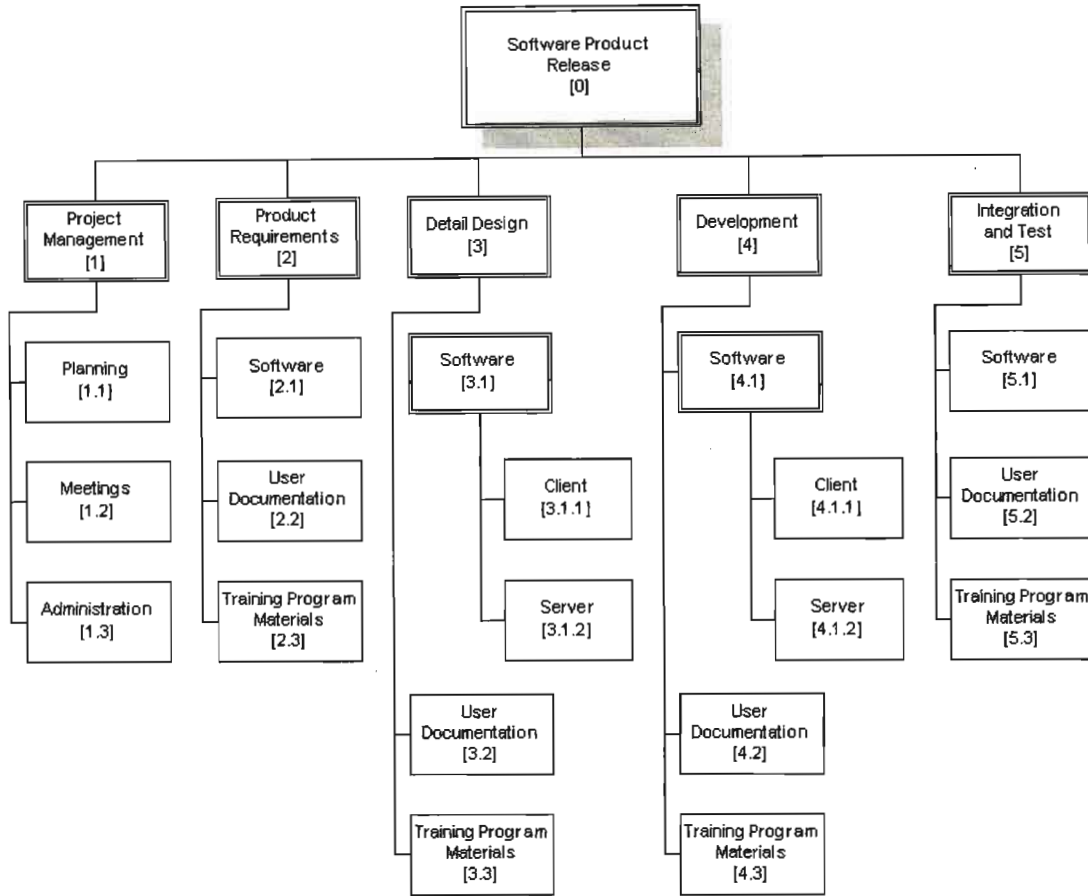 Software Product
Release
[0]
Project
Management
[1]
Product
Requirements
[2]
Detail Design
[3]
Development
[4]
Integration
and Test
[5]
Planning
[1.1]
Meetings
[1.2]
Administration
[1.3]
Software
[2.1]
User
Documentation
[2.2]
Training Program
Materials
[2.3]
Software
[3.1]
Client
[3.1.1]
Server
[3.1.2]
User
Documentation
[3.2]
Training Program
Materials
[3.3]
Software
[4.1]
Client
[4.1.1]
Server
[4.1.2]
User
Documentation
[4.2]
Training Program
Materials
[4.3]
Software
[5.1]
User
Documentation
[5.2]
Training Program
Materials
[5.3]